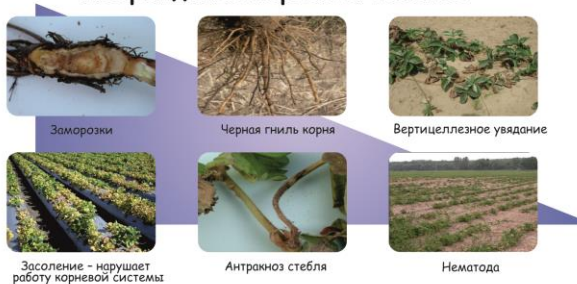 Заморозки
Черная гниль корня
Вертицеллезное увядание
Засоление – нарушает
работу корневой системы
Антракноз стебля
Нематода